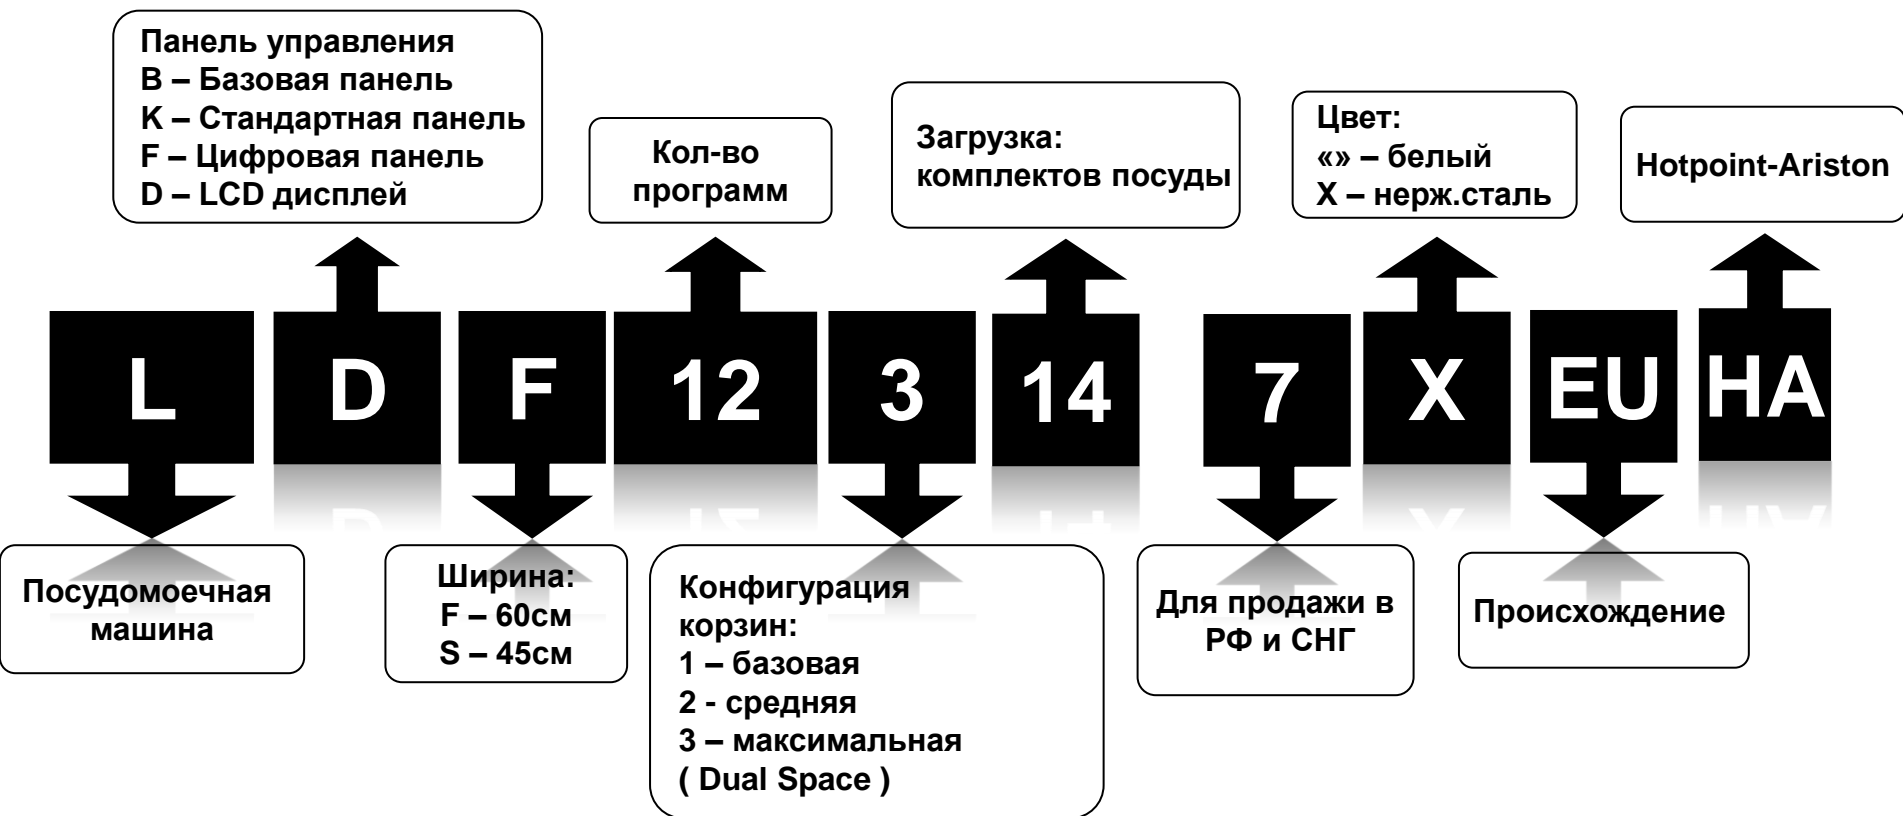 Панель управления
B – Базовая панель
K – Стандартная панель
F – Цифровая панель
D – LCD дисплей
Кол-во
программ
Загрузка:
комплектов посуды
Цвет:
«» – белый
X – нерж.сталь
Hotpoint-Ariston
L D F 12 3 14 7 X EU HA
Посудомоечная
машина
Ширина:
F – 60см
S – 45см
Конфигурация
корзин:
1 – базовая
2 - средняя
3 – максимальная
( Dual Space )
Для продажи в
РФ и СНГ
Происхождение